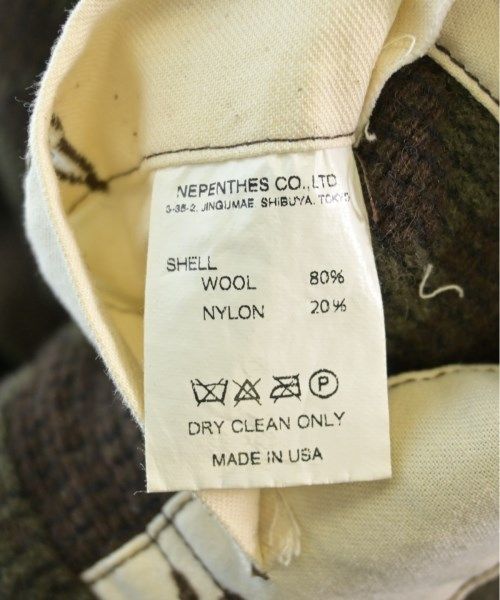 NEPENTHES CO.,LTD
3-35-2, JINGUMAE SHIBUYA, TOKYO
SHELL
WOOL 80%
NYLON 20%
P
DRY CLEAN ONLY
MADE IN USA